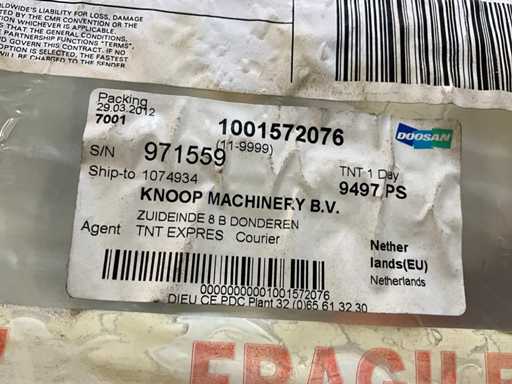 LDWIDE'S LIABILITY FOR LOSS, DAMAGE
TED BY THE CMR CONVENTION OR THE
ION WHICHEVER IS APPLICABLE.
THAT THE GENERAL CONDITIONS,
PARTNERSHIP FUNCTIONS "TERMS",
D GOVERN THIS CONTRACT. IF NO
OPTION IS SELECTED, THE FASTEST
WILL BE CHARGED TO THE SENDER
Packing
29.03.2012
7001
1001572076
(11-9999)
DOOSAN
S/N 971559
TNT 1 Day
Ship-to 1074934
9497 PS
KNOOP MACHINERY B.V.
ZUIDEINDE 8 B DONDEREN
Agent TNT EXPRES Courier
Nether
lands(EU)
Netherlands
00000000001001572076
DIEU CE PDC Plant 32 (0)65 61 32 30
FRAGILE